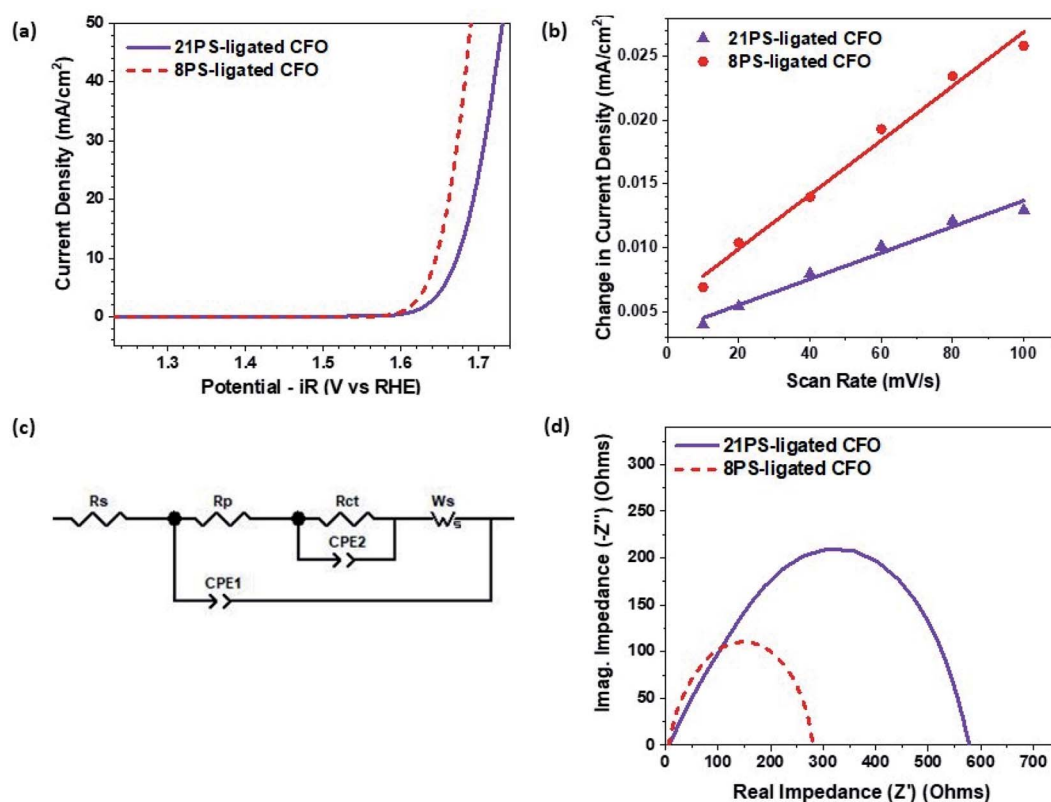 (a)
50
40
30
20
10
0
Current Density (mA/cm²)
21PS-ligated CFO
8PS-ligated CFO
1.3 1.4 1.5 1.6 1.7
Potential - iR (V vs RHE)
(b)
0.025
0.020
0.015
0.010
0.005
Change in Current Density (mA/cm²)
21PS-ligated CFO
8PS-ligated CFO
20 40 60 80 100
Scan Rate (mV/s)
(c)
Rs Rp Rct Ws
s
CPE2
CPE1
(d)
300
250
200
150
100
50
0
Imag. Impedance (-Z'') (Ohms)
21PS-ligated CFO
8PS-ligated CFO
0 100 200 300 400 500 600 700
Real Impedance (Z') (Ohms)